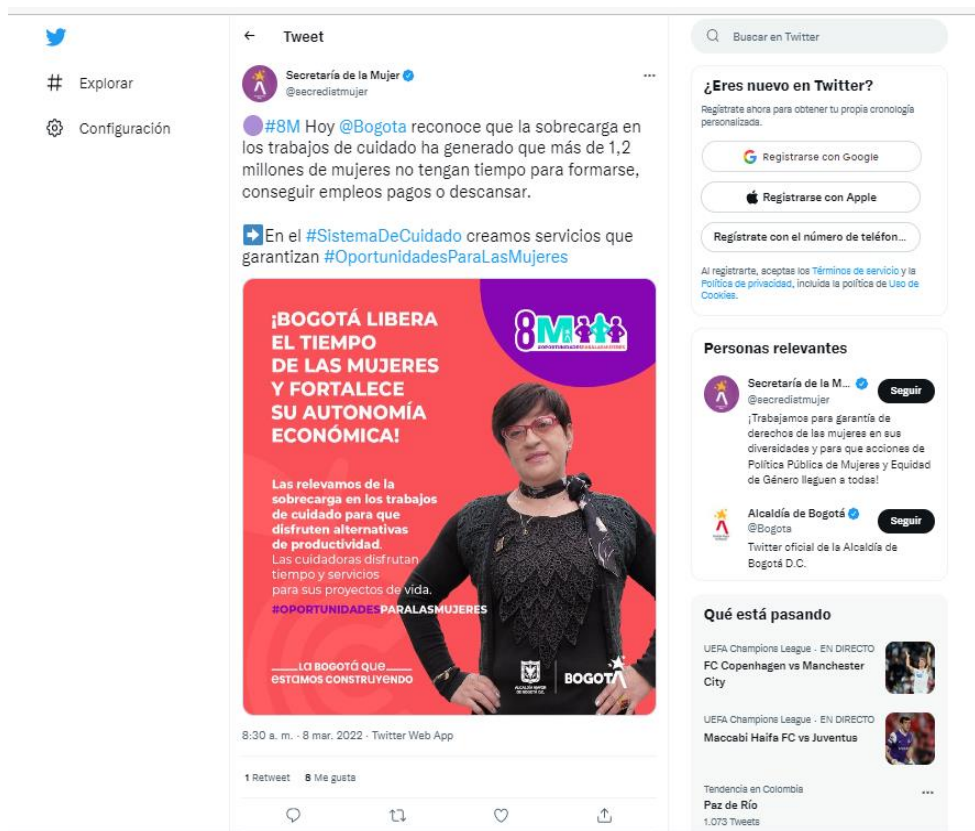 Explorar
Configuración
Tweet
Secretaría de la Mujer
@secredistmujer
#8M Hoy @Bogota reconoce que la sobrecarga en
los trabajos de cuidado ha generado que más de 1,2
millones de mujeres no tengan tiempo para formarse,
conseguir empleos pagos o descansar.
En el #SistemaDeCuidado creamos servicios que
garantizan #OportunidadesParaLasMujeres
¡BOGOTÁ LIBERA
EL TIEMPO
DE LAS MUJERES
Y FORTALECE
SU AUTONOMÍA
ECONÓMICA!
8M
#OPORTUNIDADESPARALASMUJERES
Las relevamos de la
sobrecarga en los trabajos
de cuidado para que
disfruten alternativas
de productividad.
Las cuidadoras disfrutan
tiempo y servicios
para sus proyectos de vida.
#OPORTUNIDADESPARALASMUJERES
LA BOGOTÁ QUE
ESTAMOS CONSTRUYENDO
ALCALDÍA MAYOR
DE BOGOTÁ D.C.
BOGOTÁ
8:30 a. m. · 8 mar. 2022 · Twitter Web App
1 Retweet 8 Me gusta
Buscar en Twitter
¿Eres nuevo en Twitter?
Regístrate ahora para obtener tu propia cronología
personalizada.
Registrarse con Google
Registrarse con Apple
Regístrate con el número de teléfon...
Al registrarte, aceptas los Términos de servicio y la
Política de privacidad, incluida la política de Uso de
Cookies.
Personas relevantes
Secretaría de la M...
@secredistmujer
Seguir
¡Trabajamos para garantía de
derechos de las mujeres en sus
diversidades y para que acciones de
Política Pública de Mujeres y Equidad
de Género lleguen a todas!
Alcaldía de Bogotá
@Bogota
Seguir
Twitter oficial de la Alcaldía de
Bogotá D.C.
Qué está pasando
UEFA Champions League · EN DIRECTO
FC Copenhagen vs Manchester
City
UEFA Champions League · EN DIRECTO
Maccabi Haifa FC vs Juventus
Tendencia en Colombia
Paz de Río
1.073 Tweets